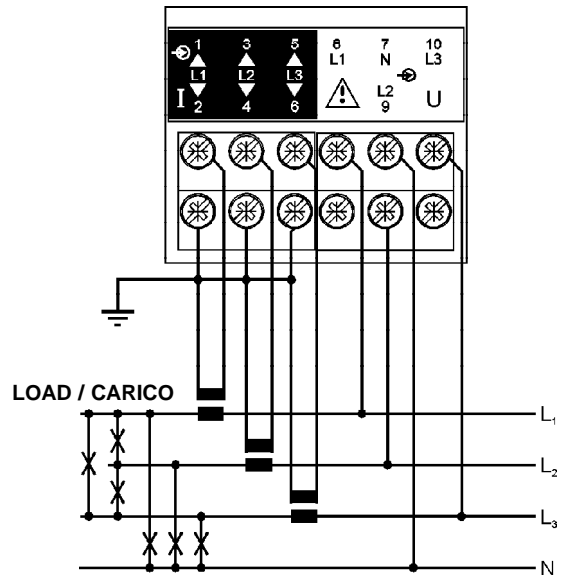 1 3 5 8 7 10
L1 N L3
L1 L2 L3
I 2 4 6 L2 9 U
LOAD / CARICO
L1
L2
L3
N